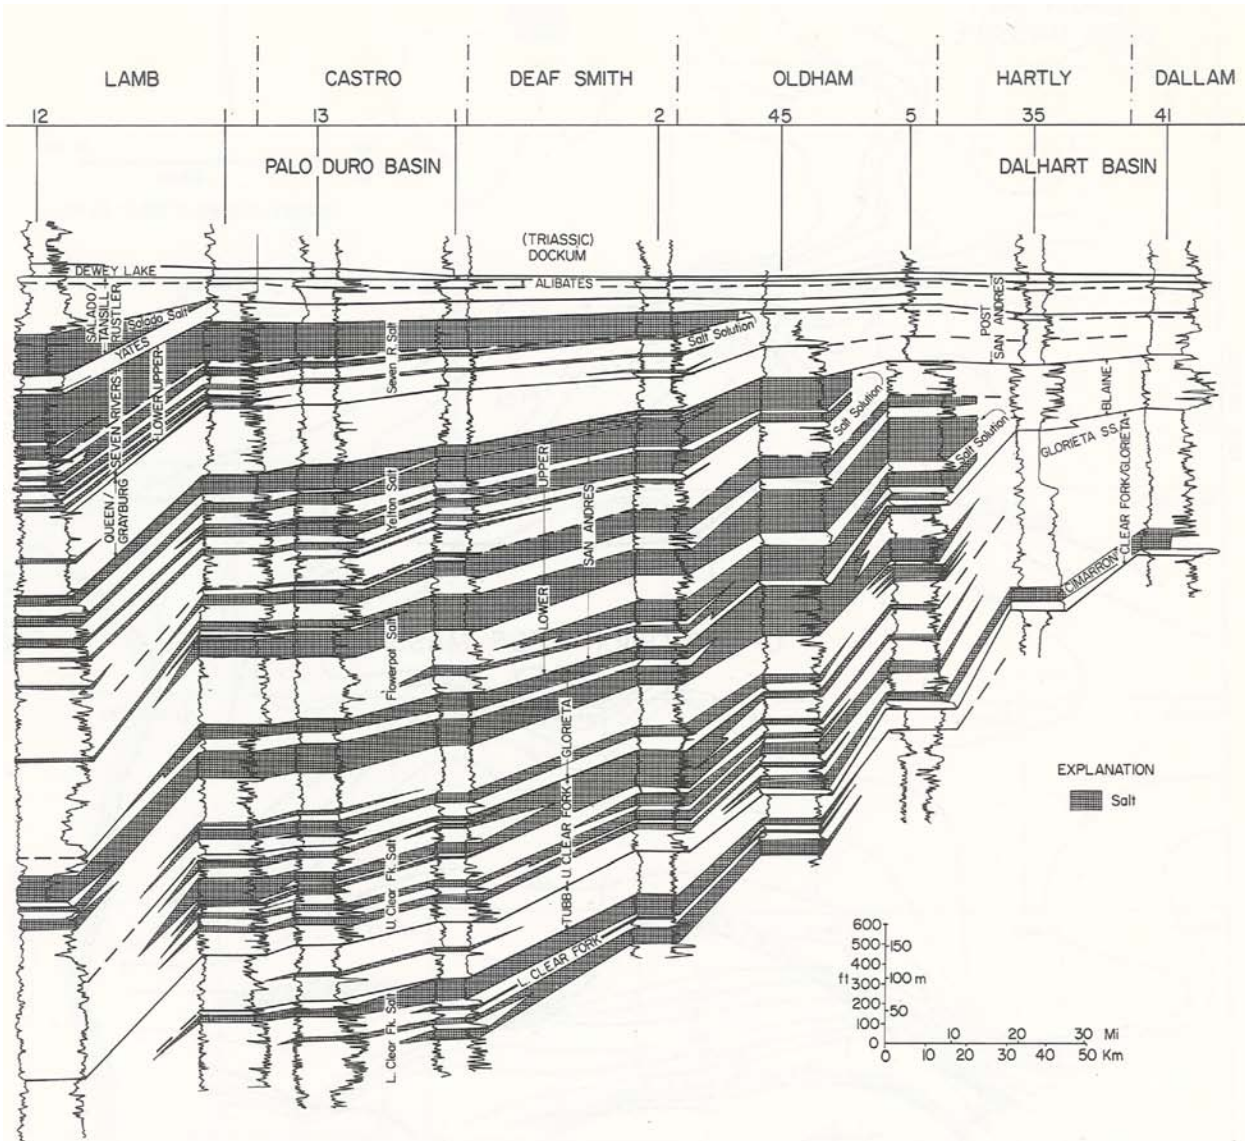 LAMB
CASTRO
DEAF SMITH
OLDHAM
HARTLY
DALLAM
12
1
13
11
2
45
5
35
41
PALO DURO BASIN
DALHART BASIN
(TRIASSIC)
DOCKUM
DEWEY LAKE
ALIBATES
SALADO/
TANSILL
RUSTLER
Salado Salt
YATES
SEVEN RIVERS
LOWER
UPPER
QUEEN/
GRAYBURG
Seven R. Salt
Salt Solution
POST
SAN ANDRES
Yelton Salt
UPPER
SAN ANDRES
LOWER
Salt Solution
Salt Solution
BLAINE
GLORIETA SS.
CLEAR FORK/GLORIETA
CIMARRON
Flowerpot Salt
TUBB
U. CLEAR FORK
GLORIETA
U. Clear Fk. Salt
L. CLEAR FORK
L. Clear Fk. Salt
EXPLANATION
Salt
600
500
400
ft 300
200
100
0
150
100 m
50
10 20 30 Mi
0 10 20 30 40 50 Km